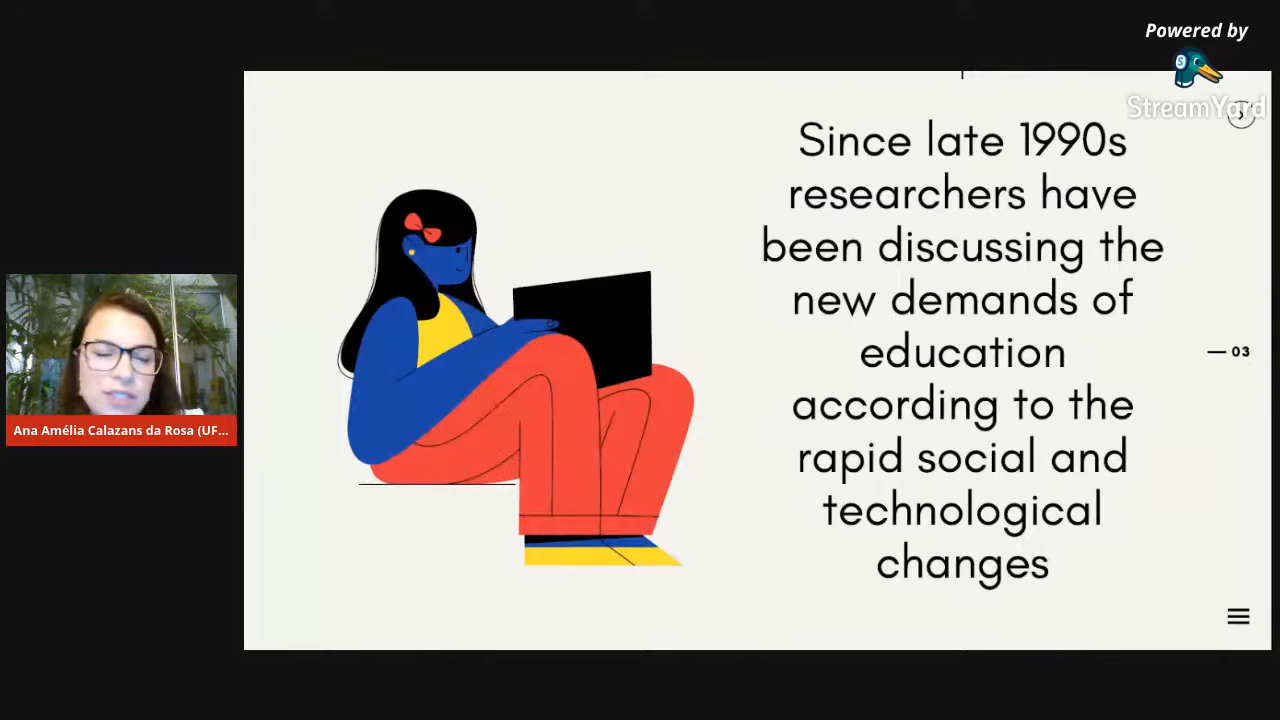 Powered by
StreamYard
Since late 1990s
researchers have
been discussing the
new demands of
education
according to the
rapid social and
technological
changes
— 03
Ana Amélia Calazans da Rosa (UF...